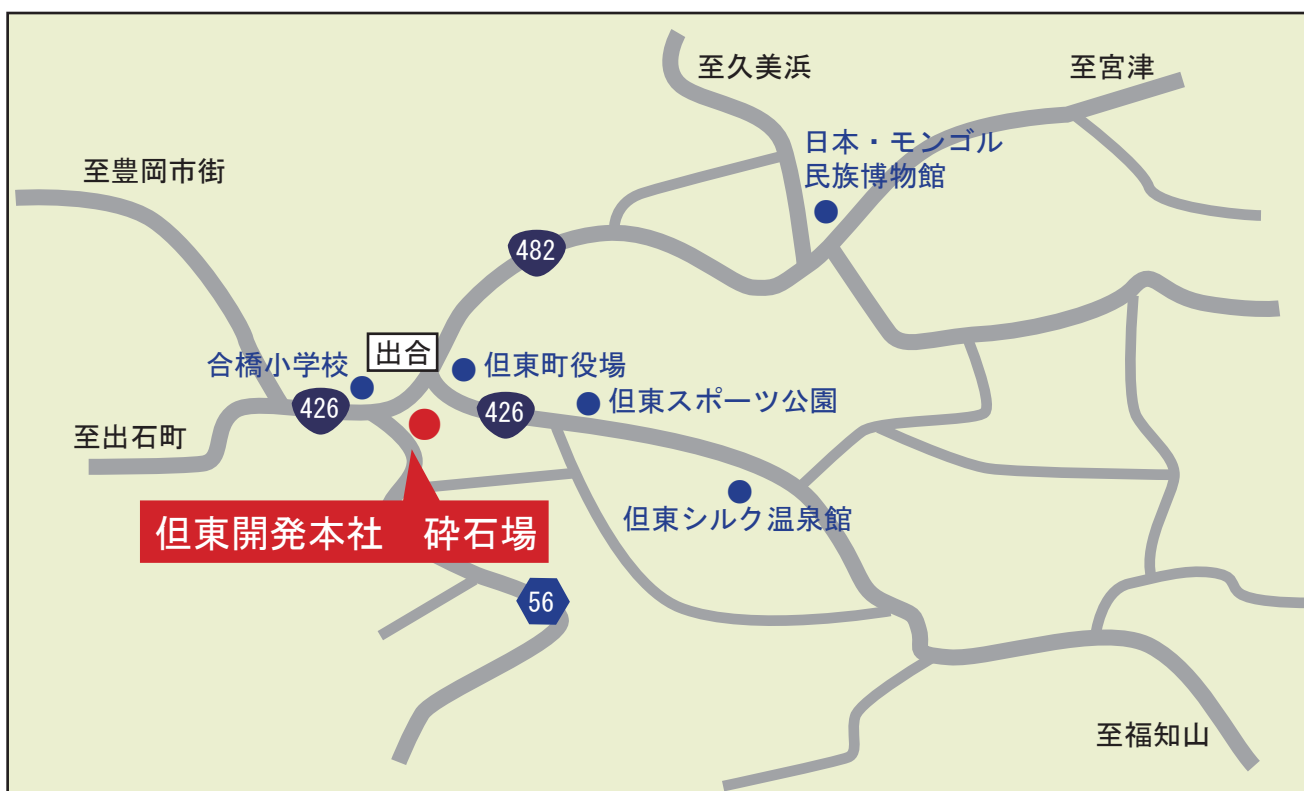 至久美浜
至宮津
日本・モンゴル
民族博物館
至豊岡市街
482
出合
合橋小学校
但東町役場
426
426
但東スポーツ公園
至出石町
但東シルク温泉館
但東開発本社　砕石場
56
至福知山